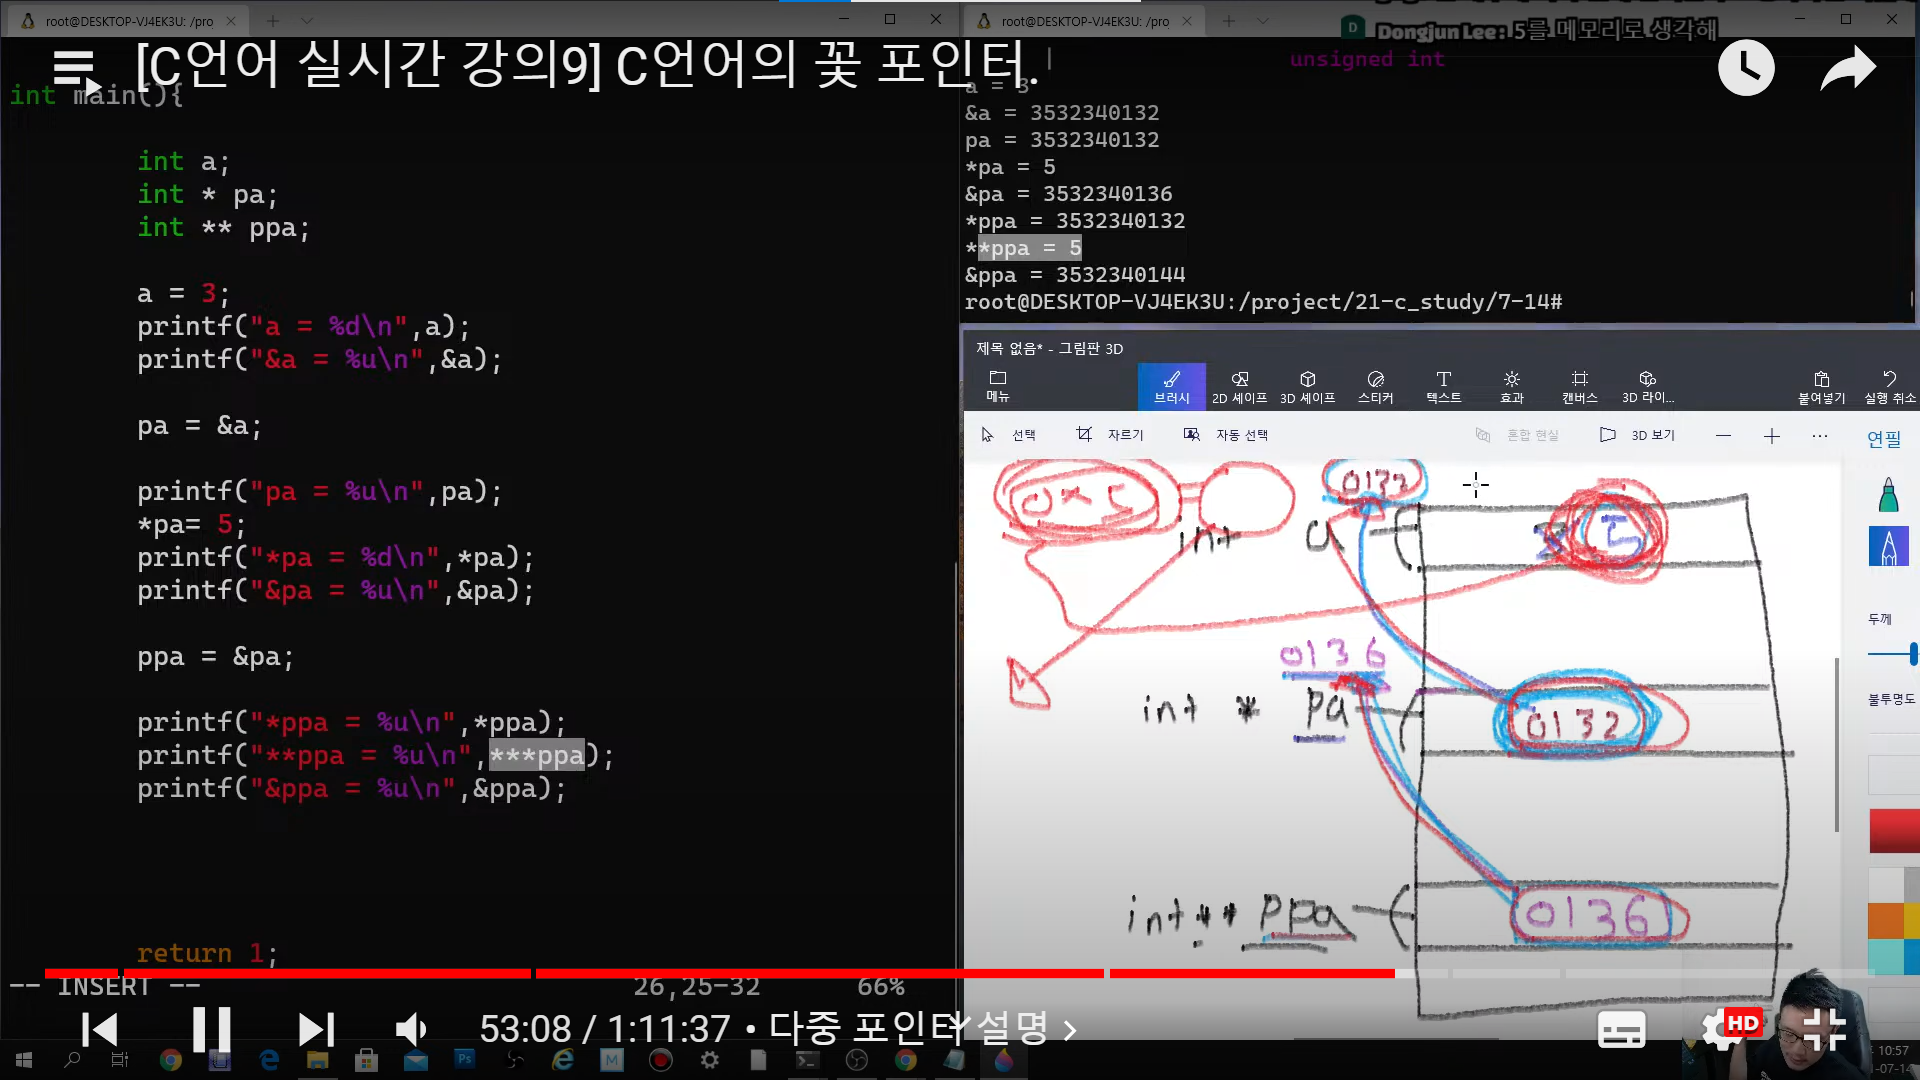 root@DESKTOP-VJ4EK3U: /pro
root@DESKTOP-VJ4EK3U: /pro
Dongjun Lee : 5를 메모리로 생각해
[C언어 실시간 강의9] C언어의 꽃 포인터.
unsigned int
int main(){
int a;
int * pa;
int ** ppa;
a = 3;
printf("a = %d\n",a);
printf("&a = %u\n",&a);
pa = &a;
printf("pa = %u\n",pa);
*pa= 5;
printf("*pa = %d\n",*pa);
printf("&pa = %u\n",&pa);
ppa = &pa;
printf("*ppa = %u\n",*ppa);
printf("**ppa = %u\n",***ppa);
printf("&ppa = %u\n",&ppa);
return 1;
-- INSERT --
26,25-32
66%
a = 3
&a = 3532340132
pa = 3532340132
*pa = 5
&pa = 3532340136
*ppa = 3532340132
**ppa = 5
&ppa = 3532340144
root@DESKTOP-VJ4EK3U:/project/21-c_study/7-14#
제목 없음* - 그림판 3D
메뉴
브러시
2D 셰이프
3D 셰이프
스티커
텍스트
효과
캔버스
3D 라이...
붙여넣기
실행 취소
선택
자르기
자동 선택
혼합 현실
3D 보기
연필
두께
불투명도
0x5
0132
int a
5
0136
int * pa
0132
int ** ppa
0136
53:08 / 1:11:37 • 다중 포인터 설명
HD
10:57
1-07-14